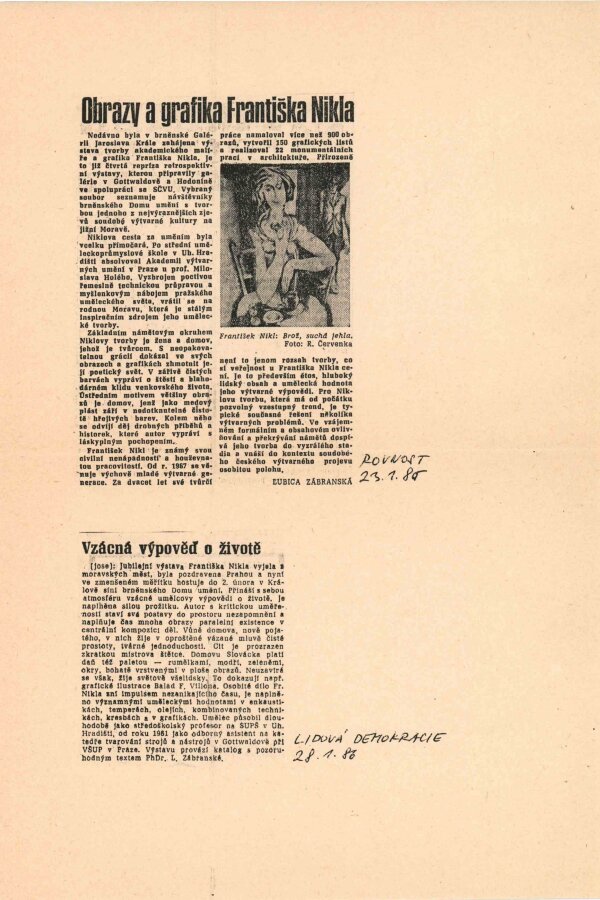 Obrazy a grafika Františka Nikla
Nedávno byla v brněnské Galé-
rii Jaroslava Krále zahájena vý-
stava tvorby akademického malí-
ře a grafika Františka Nikla. Je
to již čtvrtá repríza retrospektiv-
ní výstavy, kterou připravily ga-
lérie v Gottwaldově a Hodoníně
ve spolupráci se SČVU. Vybraný
soubor seznamuje návštěvníky
brněnského Domu umění s tvor-
bou jednoho z nejvýraznějších zje-
vů soudobé výtvarné kultury na
jižní Moravě.
Niklova cesta za uměním byla
vcelku přímočará. Po střední umě-
leckoprůmyslové škole v Uh. Hra-
dišti absolvoval Akademii výtvar-
ných umění v Praze u prof. Milo-
slava Holého. Vyzbrojen poctivou
řemeslně technickou průpravou a
myšlenkovým nábojem pražského
uměleckého světa, vrátil se na
rodnou Moravu, která je stálým
inspiračním zdrojem jeho umělec-
ké tvorby.
Základním námětovým okruhem
Niklovy tvorby je žena a domov,
jehož je tvůrcem. S neopakova-
telnou grácií dokázal ve svých
obrazech a grafikách zhmotnit je-
jí poetický svět. V zářivě čistých
barvách vypráví o štěstí a blaho-
dárném klidu venkovského života.
Ústředním motivem většiny obra-
zů je domov, jenž jako medový
plást září v nedotknutelné čisto-
tě hřejivých barev. Kolem něho
se odvíjí děj drobných příběhů a
historek, které autor vypráví s
láskyplným pochopením.
František Nikl je známý svou
civilní nenápadností a houževna-
tou pracovitostí. Od r. 1967 se vě-
nuje výchově mladé výtvarné ge-
nerace. Za dvacet let své tvůrčí
práce namaloval více než 900 ob-
razů, vytvořil 150 grafických listů
a realizoval 22 monumentálních
prací v architektuře. Přirozeně
František Nikl: Brož, suchá jehla.
Foto: R. Červenka
není to jenom rozsah tvorby, co
si veřejnost u Františka Nikla ce-
ní. Je to především étos, hluboký
lidský obsah a umělecká hodnota
jeho výtvarné výpovědi. Pro Nik-
lovu tvorbu, která má od počátku
pozvolný vzestupný trend, je ty-
pické současné řešení několika
výtvarných problémů. Ve vzájem-
ném formálním a obsahovém ovliv-
ňování a překrývání námětů dospí-
vá jeho tvorba do vyzrálého sta-
dia a vnáší do kontextu soudobé-
ho českého výtvarného projevu
osobitou polohu.
ĽUBICA ZÁBRANSKÁ
ROVNOST
23.1.86
Vzácná výpověď o životě
(jose): Jubilejní výstava Františka Nikla vyjela z
moravských měst, byla pozdravena Prahou a nyní
ve zmenšeném měřítku hostuje do 2. února v Krá-
lově síni brněnského Domu umění. Přináší s sebou
atmosféru vzácné umělcovy výpovědi o životě, je
naplněna silou prožitku. Autor s kritickou uměře-
ností staví své postavy do prostoru nezapomnění a
naplňuje čas mnoha obrazy paralelní existence v
centrální kompozici děl. Vůně domova, nově poja-
tého, v nich žije v oproštěné vázané mluvě čisté
prostoty, tvárné jednoduchosti. Cit je prozrazen
zkratkou mistrova štětce. Domovu Slovácka platí
daň též paletou — rumělkami, modří, zeleněmi,
okry, bohatě vrstvenými v ploše obrazů. Neuzavírá
se však, žije světově všelidsky. To dokazují např.
grafické ilustrace Balad F. Villona. Osobité dílo Fr.
Nikla zní impulsem nezanikajícího času, je naplně-
no významnými uměleckými hodnotami v enkausti-
kách, temperách, olejích, kombinovaných techni-
kách, kresbách a v grafikách. Umělec působil dlou-
hodobě jako středoškolský profesor na SUPŠ v Uh.
Hradišti, od roku 1981 jako odborný asistent na ka-
tedře tvarování strojů a nástrojů v Gottwaldově při
VŠUP v Praze. Výstavu provází katalog s pozoru-
hodným textem PhDr. L. Zábranské.
LIDOVÁ DEMOKRACIE
28.1.86